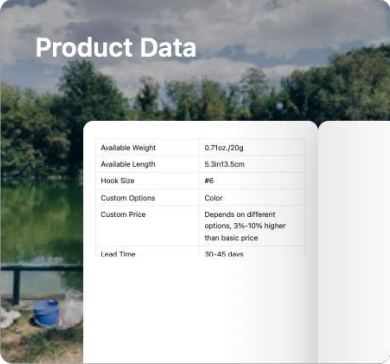 Product Data
Available Weight 0.71oz./20g
Available Length 5.3in13.5cm
Hook Size #6
Custom Options Color
Custom Price Depends on different
options, 3%-10% higher
than basic price
Lead Time 30-45 days